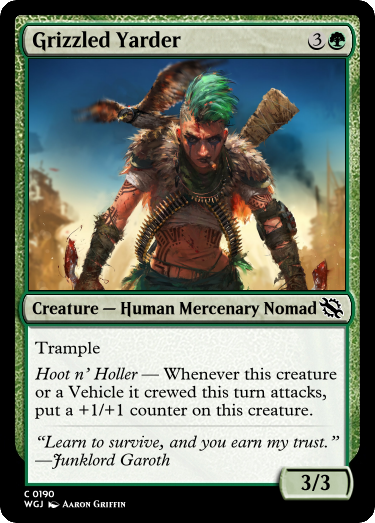 Grizzled Yarder 3
Creature — Human Mercenary Nomad
Trample
Hoot n’ Holler — Whenever this creature
or a Vehicle it crewed this turn attacks,
put a +1/+1 counter on this creature.
“Learn to survive, and you earn my trust.”
—Junklord Garoth
3/3
C 0190
WGJ Aaron Griffin